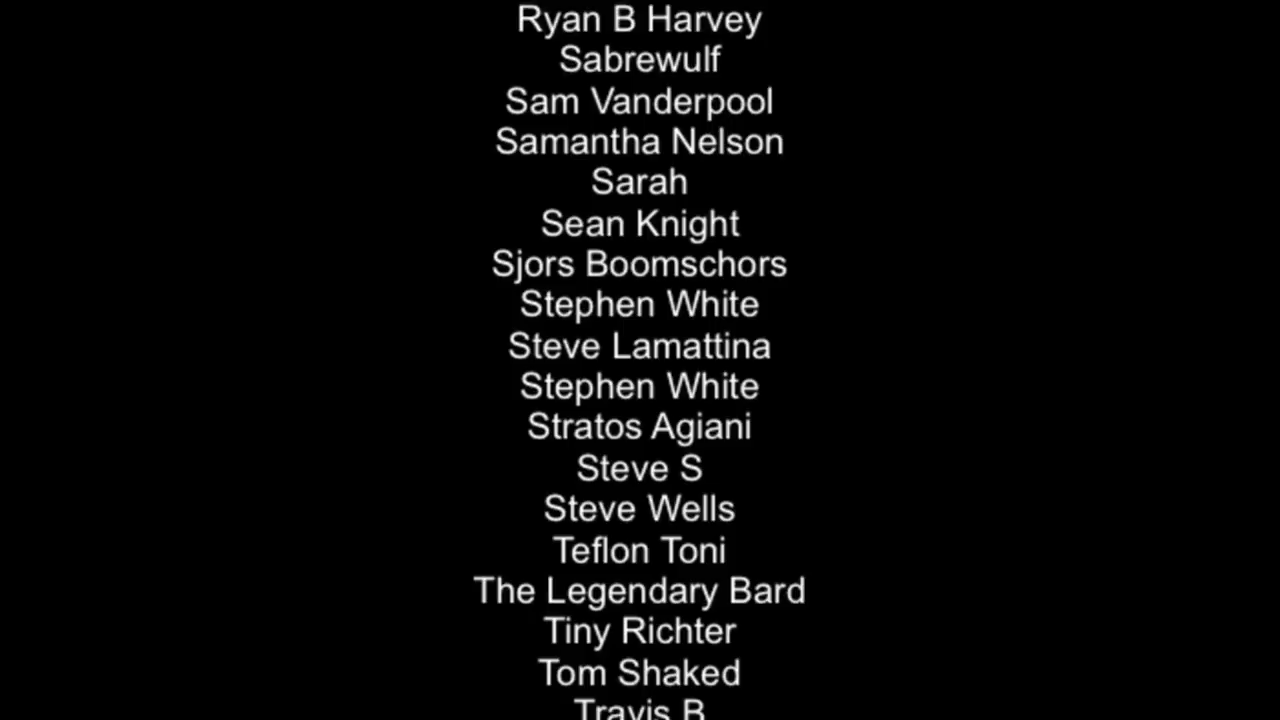 Ryan B Harvey
Sabrewulf
Sam Vanderpool
Samantha Nelson
Sarah
Sean Knight
Sjors Boomschors
Stephen White
Steve Lamattina
Stephen White
Stratos Agiani
Steve S
Steve Wells
Teflon Toni
The Legendary Bard
Tiny Richter
Tom Shaked
Travis B